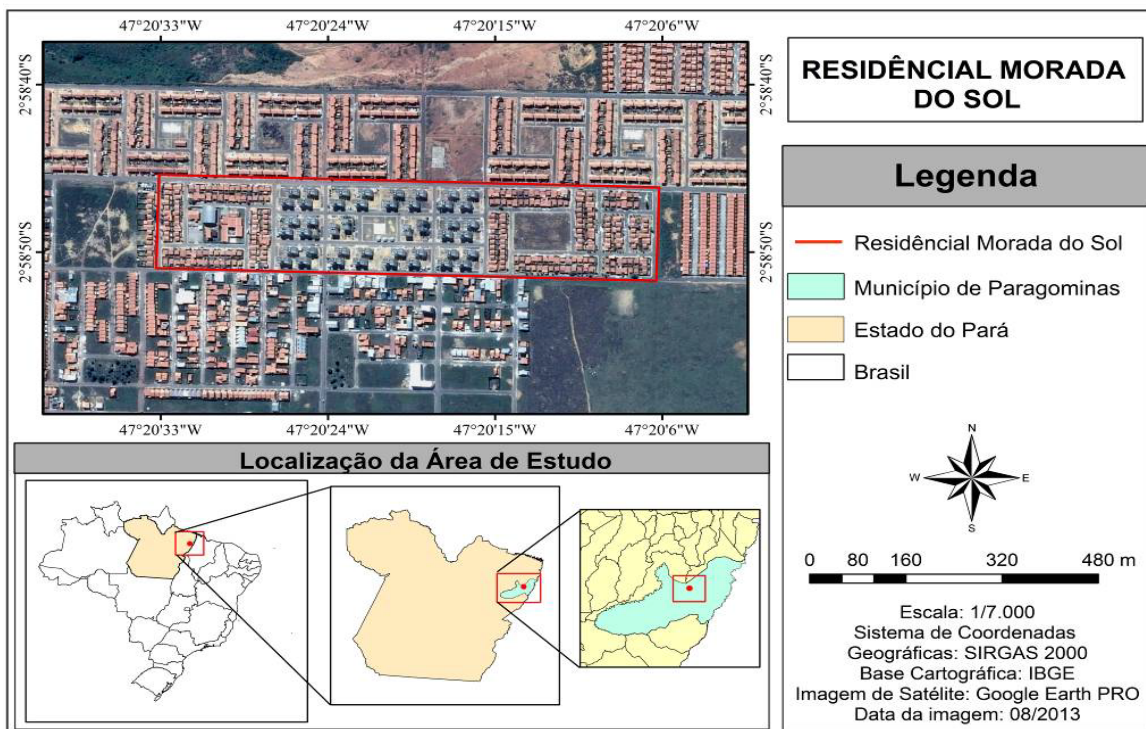 47°20'33"W 47°20'24"W 47°20'15"W 47°20'6"W
2°58'40"S 2°58'40"S
2°58'50"S 2°58'50"S
47°20'33"W 47°20'24"W 47°20'15"W 47°20'6"W
RESIDÊNCIAL MORADA
DO SOL
Legenda
Residêncial Morada do Sol
Município de Paragominas
Estado do Pará
Brasil
N
W E
S
0 80 160 320 480 m
Escala: 1/7.000
Sistema de Coordenadas
Geográficas: SIRGAS 2000
Base Cartográfica: IBGE
Imagem de Satélite: Google Earth PRO
Data da imagem: 08/2013
Localização da Área de Estudo